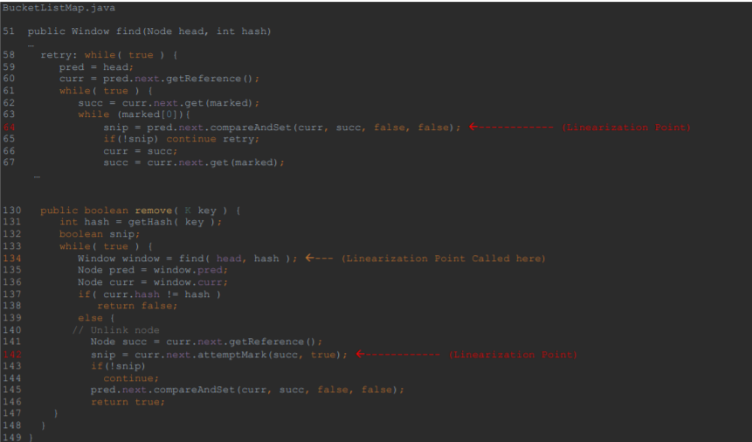 BucketListMap.java
51 public Window find(Node head, int hash)
…
58 retry: while( true ) {
59 pred = head;
60 curr = pred.next.getReference();
61 while( true ) {
62 succ = curr.next.get(marked);
63 while (marked[0]){
64 snip = pred.next.compareAndSet(curr, succ, false, false); <------------ (Linearization Point)
65 if(!snip) continue retry;
66 curr = succ;
67 succ = curr.next.get(marked);
…
130 public boolean remove( K key ) {
131 int hash = getHash( key );
132 boolean snip;
133 while( true ) {
134 Window window = find( head, hash ); <--- (Linearization Point Called here)
135 Node pred = window.pred;
136 Node curr = window.curr;
137 if( curr.hash != hash )
138 return false;
139 else {
140 // Unlink node
141 Node succ = curr.next.getReference();
142 snip = curr.next.attemptMark(succ, true); <------------ (Linearization Point)
143 if(!snip)
144 continue;
145 pred.next.compareAndSet(curr, succ, false, false);
146 return true;
147 }
148 }
149 }